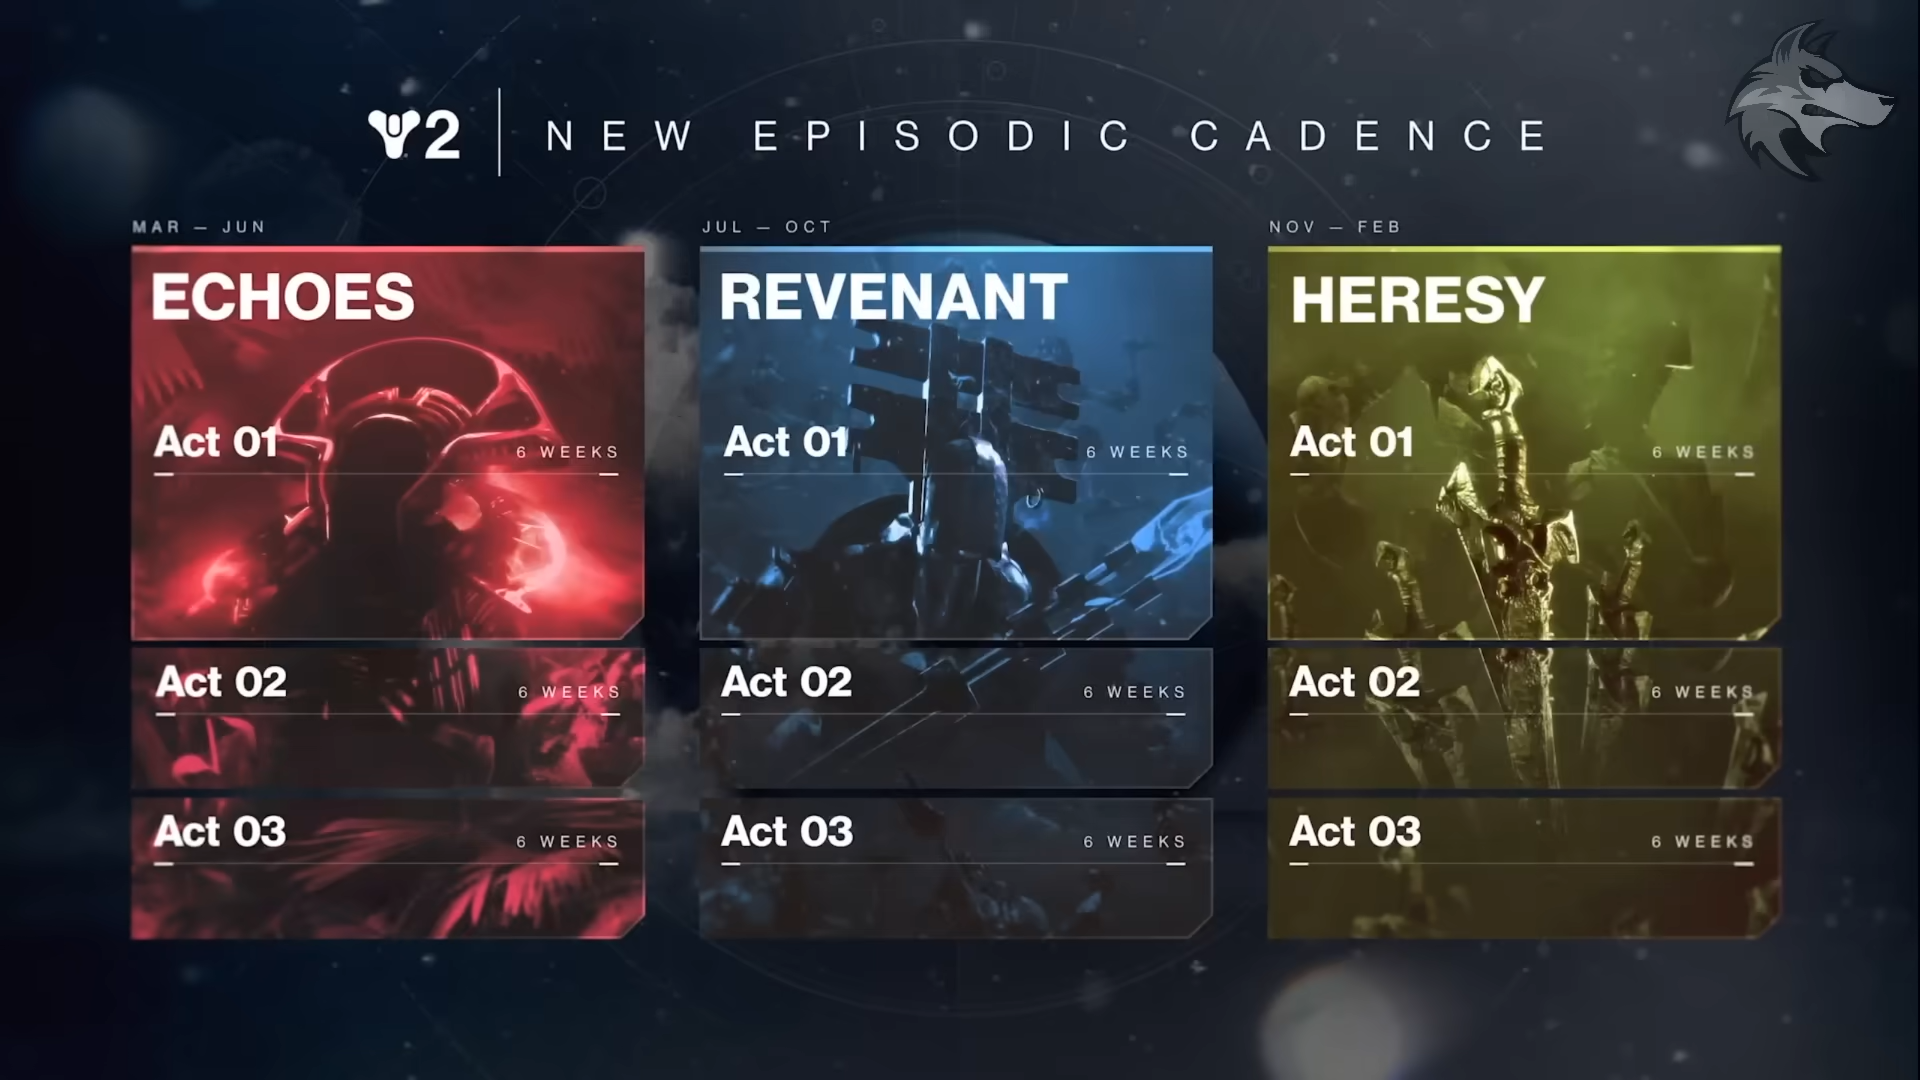 2 | NEW EPISODIC CADENCE
MAR — JUN
ECHOES
Act 01
6 WEEKS
Act 02
6 WEEKS
Act 03
6 WEEKS
JUL — OCT
REVENANT
Act 01
6 WEEKS
Act 02
6 WEEKS
Act 03
6 WEEKS
NOV — FEB
HERESY
Act 01
6 WEEKS
Act 02
6 WEEKS
Act 03
6 WEEKS